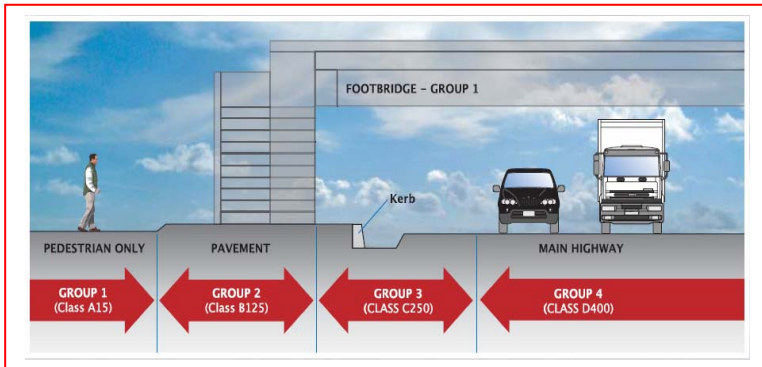 FOOTBRIDGE – GROUP 1
Kerb
PEDESTRIAN ONLY
PAVEMENT
MAIN HIGHWAY
GROUP 1
(Class A15)
GROUP 2
(Class B125)
GROUP 3
(CLASS C250)
GROUP 4
(CLASS D400)